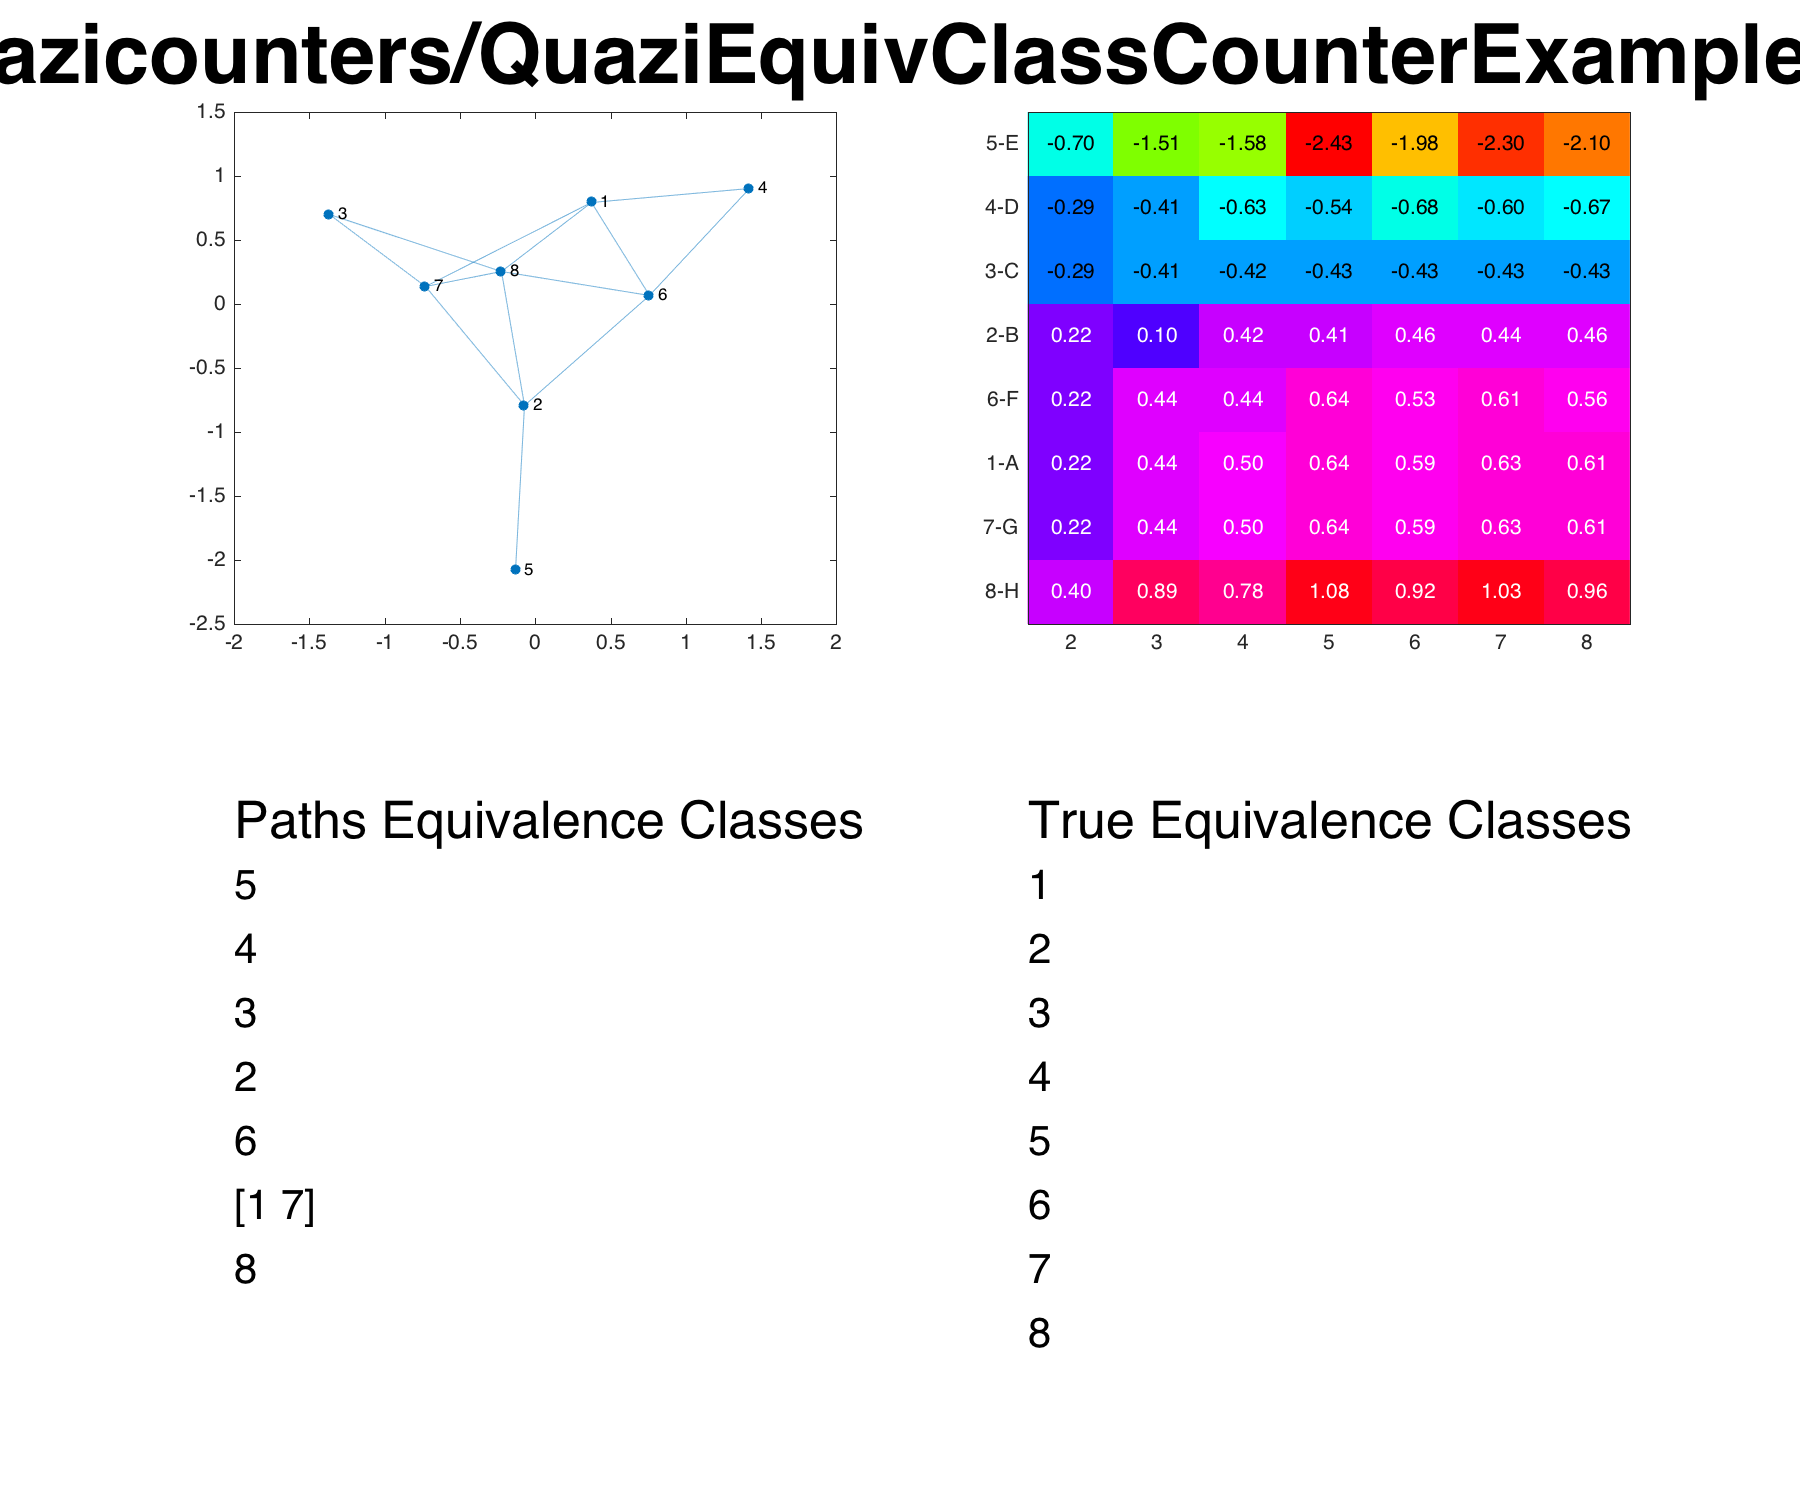 azicounters/QuaziEquivClassCounterExample
1.5
1
0.5
0
-0.5
-1
-1.5
-2
-2.5
-2 -1.5 -1 -0.5 0 0.5 1 1.5 2
4
1
3
8
7
6
2
5
5-E -0.70 -1.51 -1.58 -2.43 -1.98 -2.30 -2.10
4-D -0.29 -0.41 -0.63 -0.54 -0.68 -0.60 -0.67
3-C -0.29 -0.41 -0.42 -0.43 -0.43 -0.43 -0.43
2-B 0.22 0.10 0.42 0.41 0.46 0.44 0.46
6-F 0.22 0.44 0.44 0.64 0.53 0.61 0.56
1-A 0.22 0.44 0.50 0.64 0.59 0.63 0.61
7-G 0.22 0.44 0.50 0.64 0.59 0.63 0.61
8-H 0.40 0.89 0.78 1.08 0.92 1.03 0.96
2 3 4 5 6 7 8
Paths Equivalence Classes
5
4
3
2
6
[1 7]
8
True Equivalence Classes
1
2
3
4
5
6
7
8